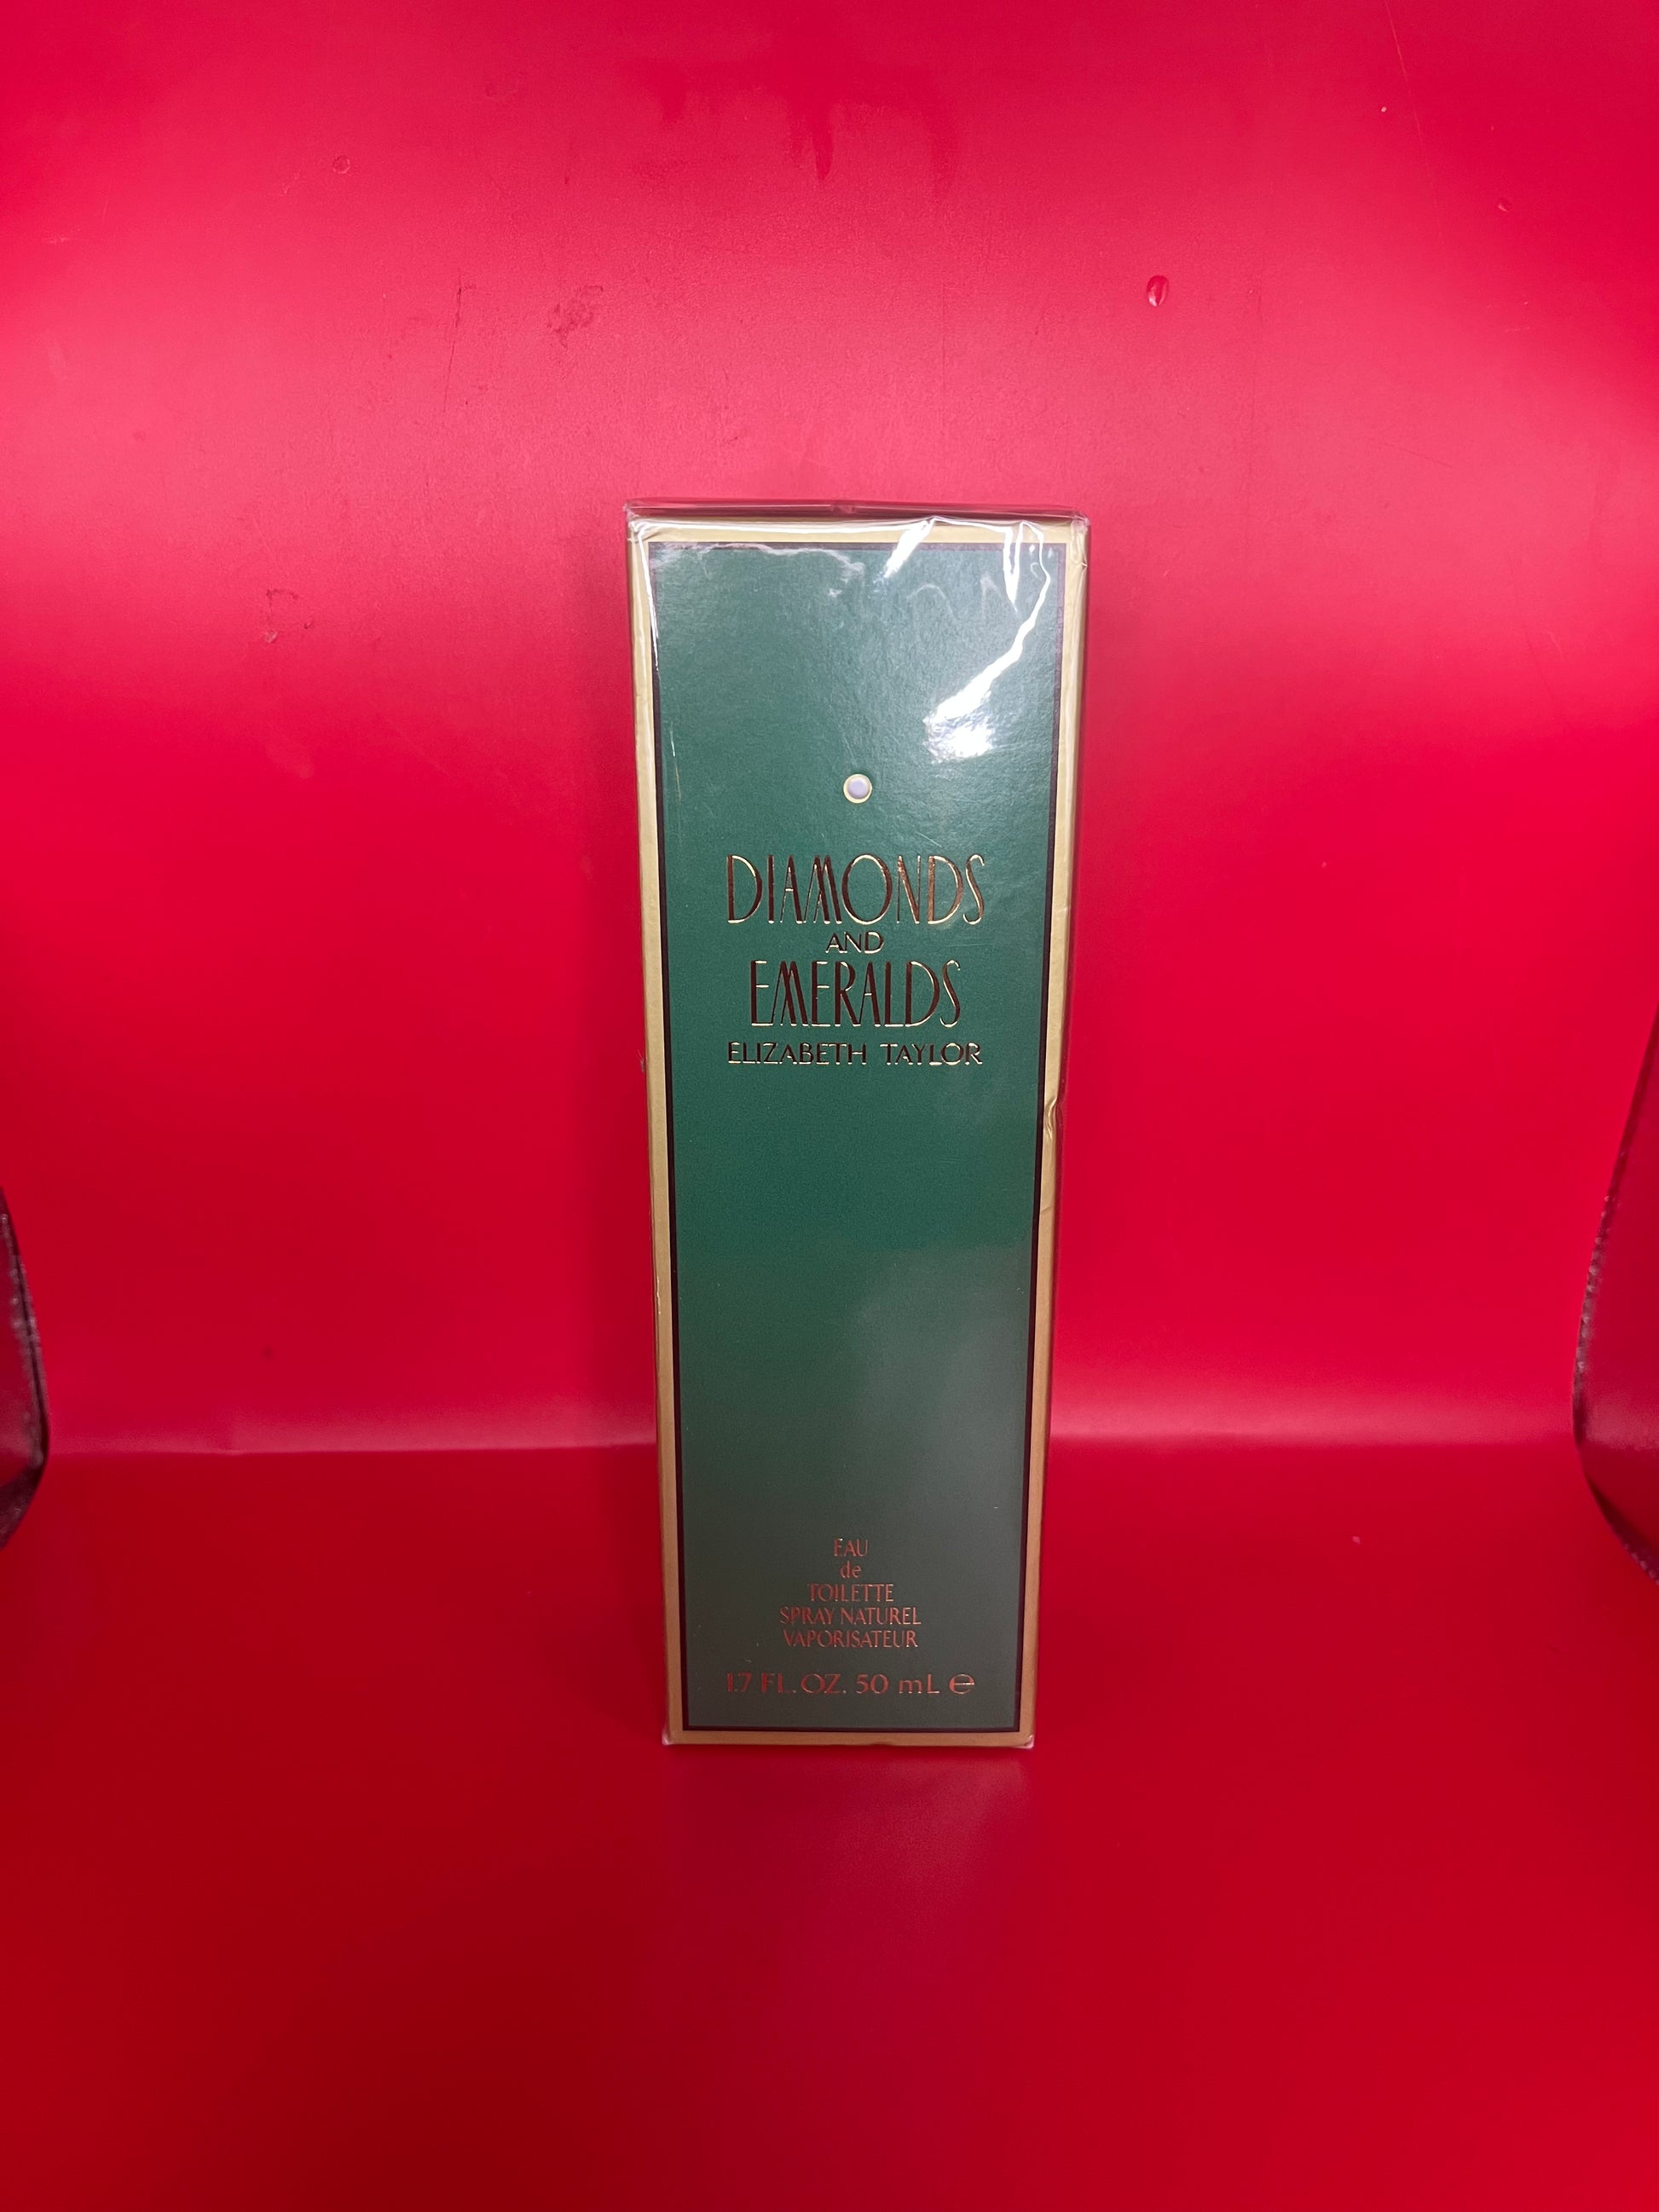 DIAMONDS
AND
EMERALDS
ELIZABETH TAYLOR
EAU
de
TOILETTE
SPRAY NATUREL
VAPORISATEUR
1.7 FL. OZ. 50 mL ℮